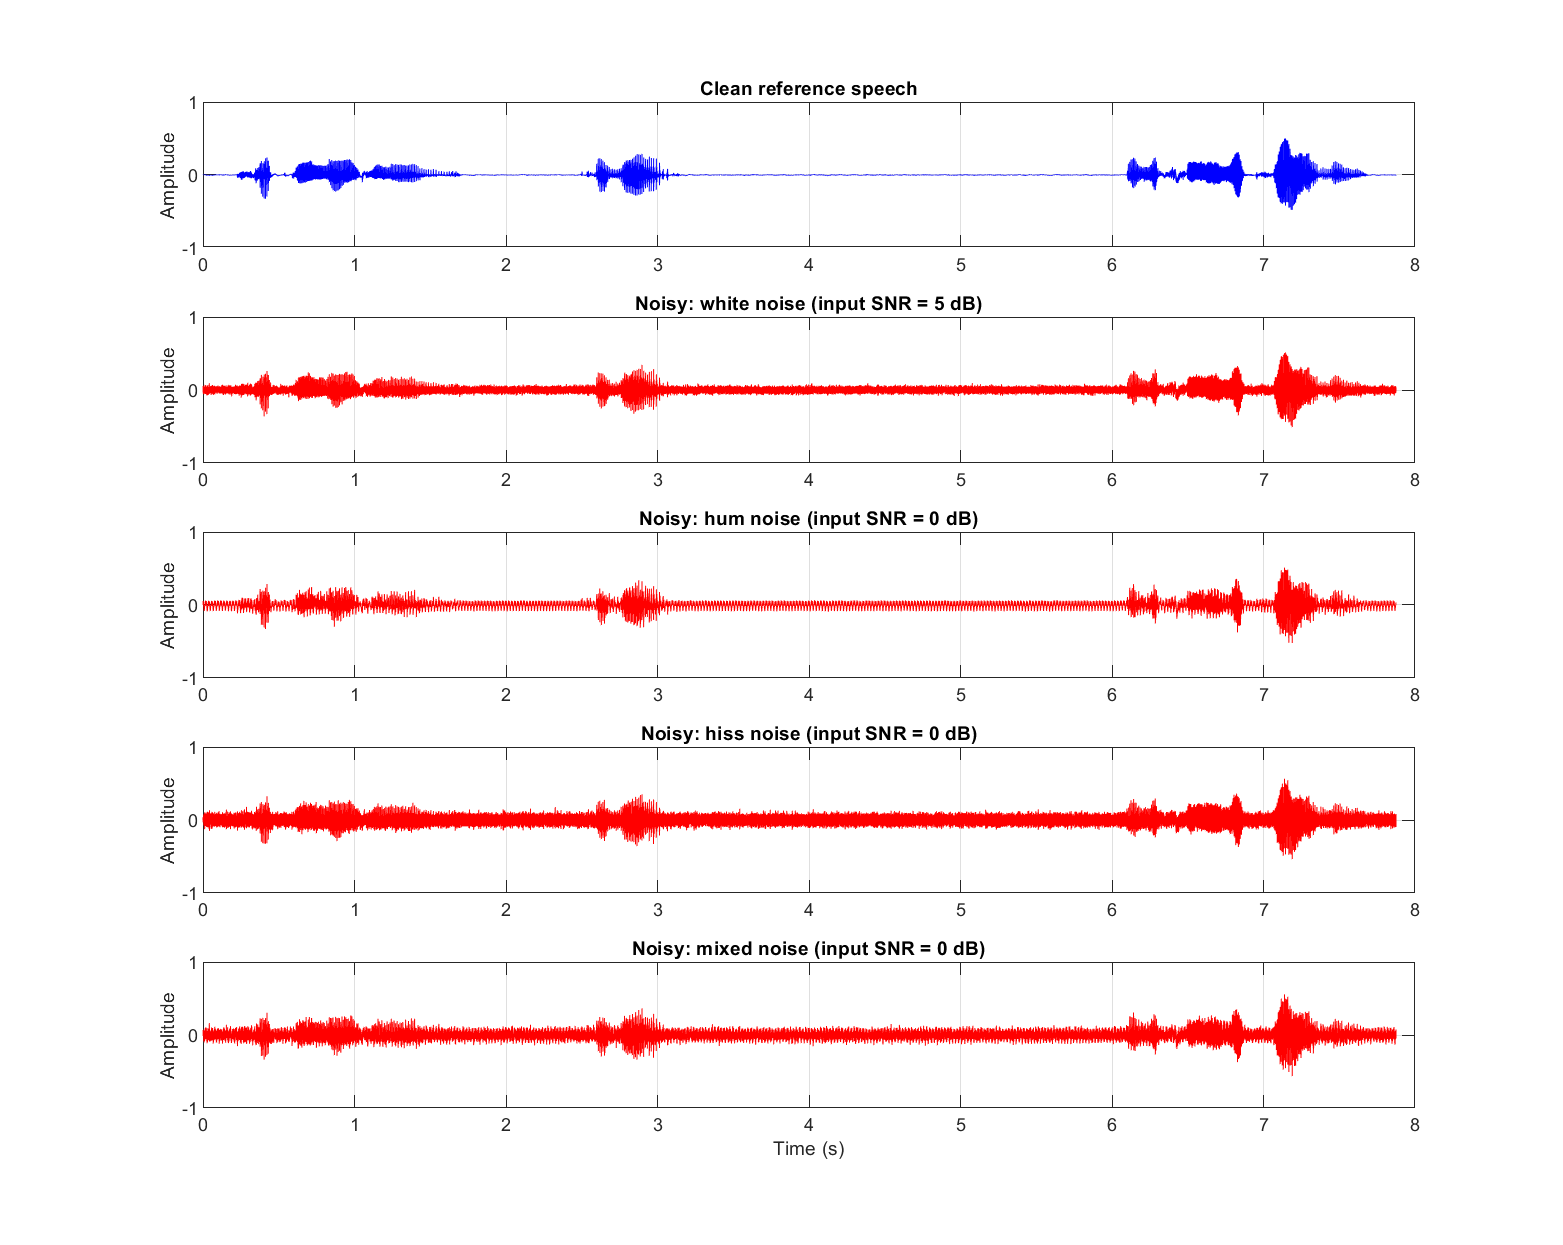 Clean reference speech
1
0
-1
Amplitude
0 1 2 3 4 5 6 7 8
Noisy: white noise (input SNR = 5 dB)
1
0
-1
Amplitude
0 1 2 3 4 5 6 7 8
Noisy: hum noise (input SNR = 0 dB)
1
0
-1
Amplitude
0 1 2 3 4 5 6 7 8
Noisy: hiss noise (input SNR = 0 dB)
1
0
-1
Amplitude
0 1 2 3 4 5 6 7 8
Noisy: mixed noise (input SNR = 0 dB)
1
0
-1
Amplitude
0 1 2 3 4 5 6 7 8
Time (s)